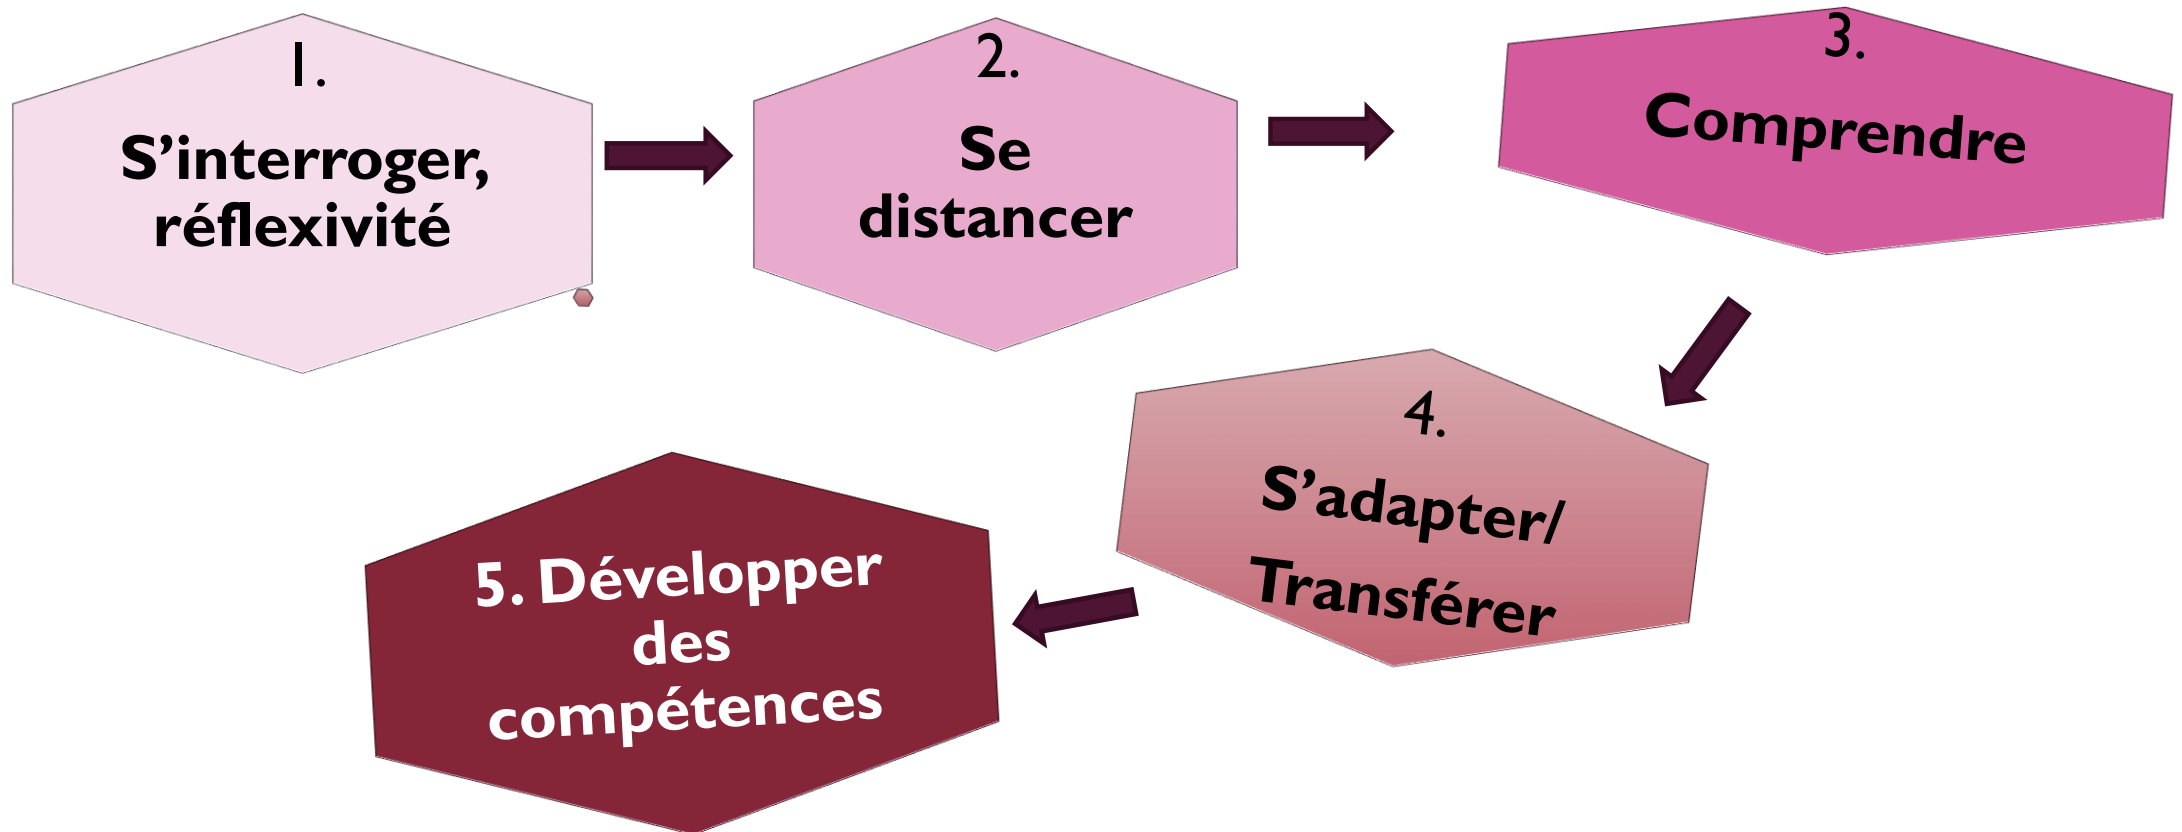 1.
S’interroger,
réflexivité
2.
Se
distancer
3.
Comprendre
4.
S’adapter/
Transférer
5. Développer
des
compétences